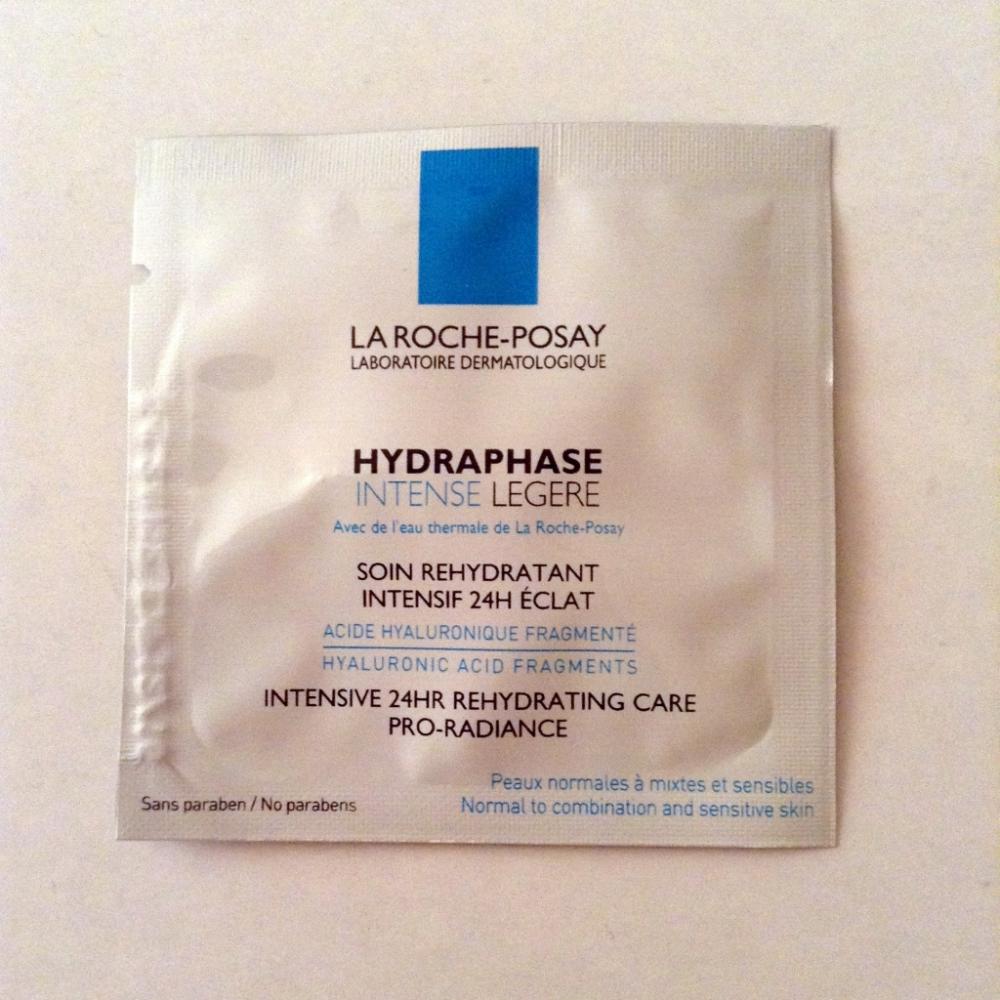 LA ROCHE-POSAY
LABORATOIRE DERMATOLOGIQUE
HYDRAPHASE
INTENSE LEGERE
Avec de l'eau thermale de La Roche-Posay
SOIN REHYDRATANT
INTENSIF 24H ÉCLAT
ACIDE HYALURONIQUE FRAGMENTÉ
HYALURONIC ACID FRAGMENTS
INTENSIVE 24HR REHYDRATING CARE
PRO-RADIANCE
Peaux normales à mixtes et sensibles
Normal to combination and sensitive skin
Sans paraben / No parabens